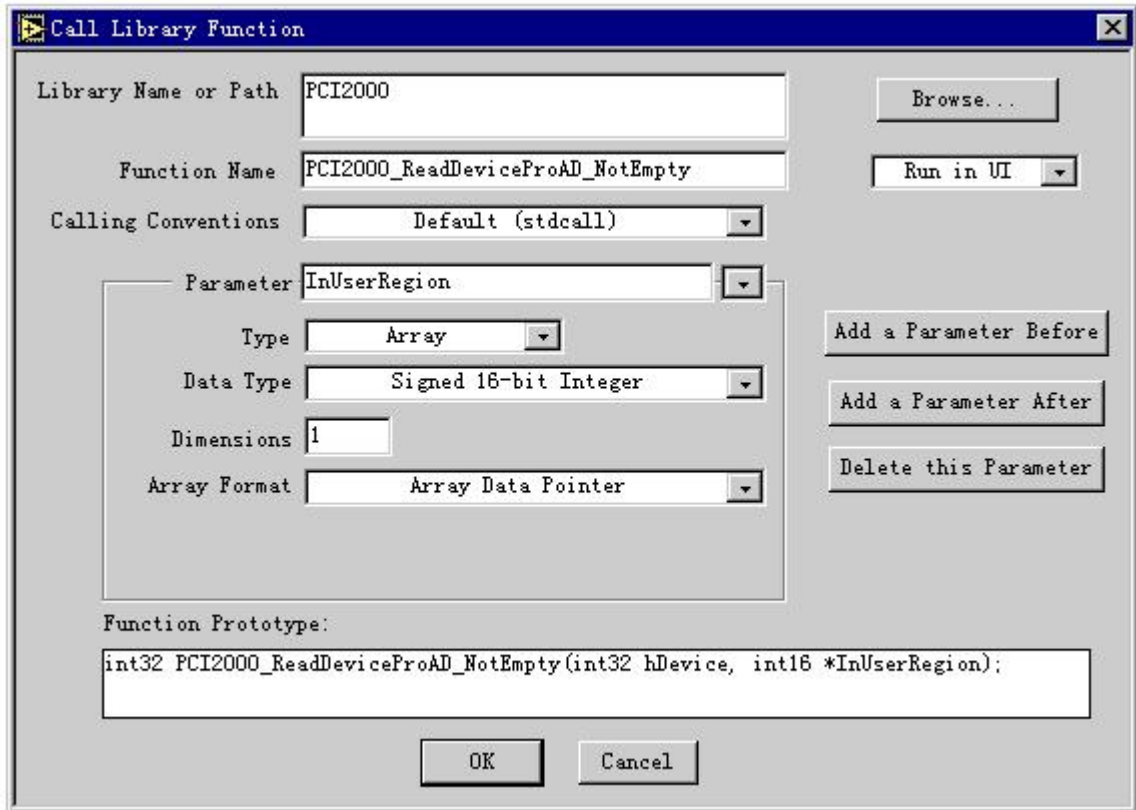 Call Library Function
Library Name or Path PCI2000 Browse...
Function Name PCI2000_ReadDeviceProAD_NotEmpty Run in UI
Calling Conventions Default (stdcall)
Parameter InUserRegion
Type Array Add a Parameter Before
Data Type Signed 16-bit Integer
Add a Parameter After
Dimensions 1
Array Format Array Data Pointer Delete this Parameter
Function Prototype:
int32 PCI2000_ReadDeviceProAD_NotEmpty(int32 hDevice, int16 *InUserRegion);
OK Cancel